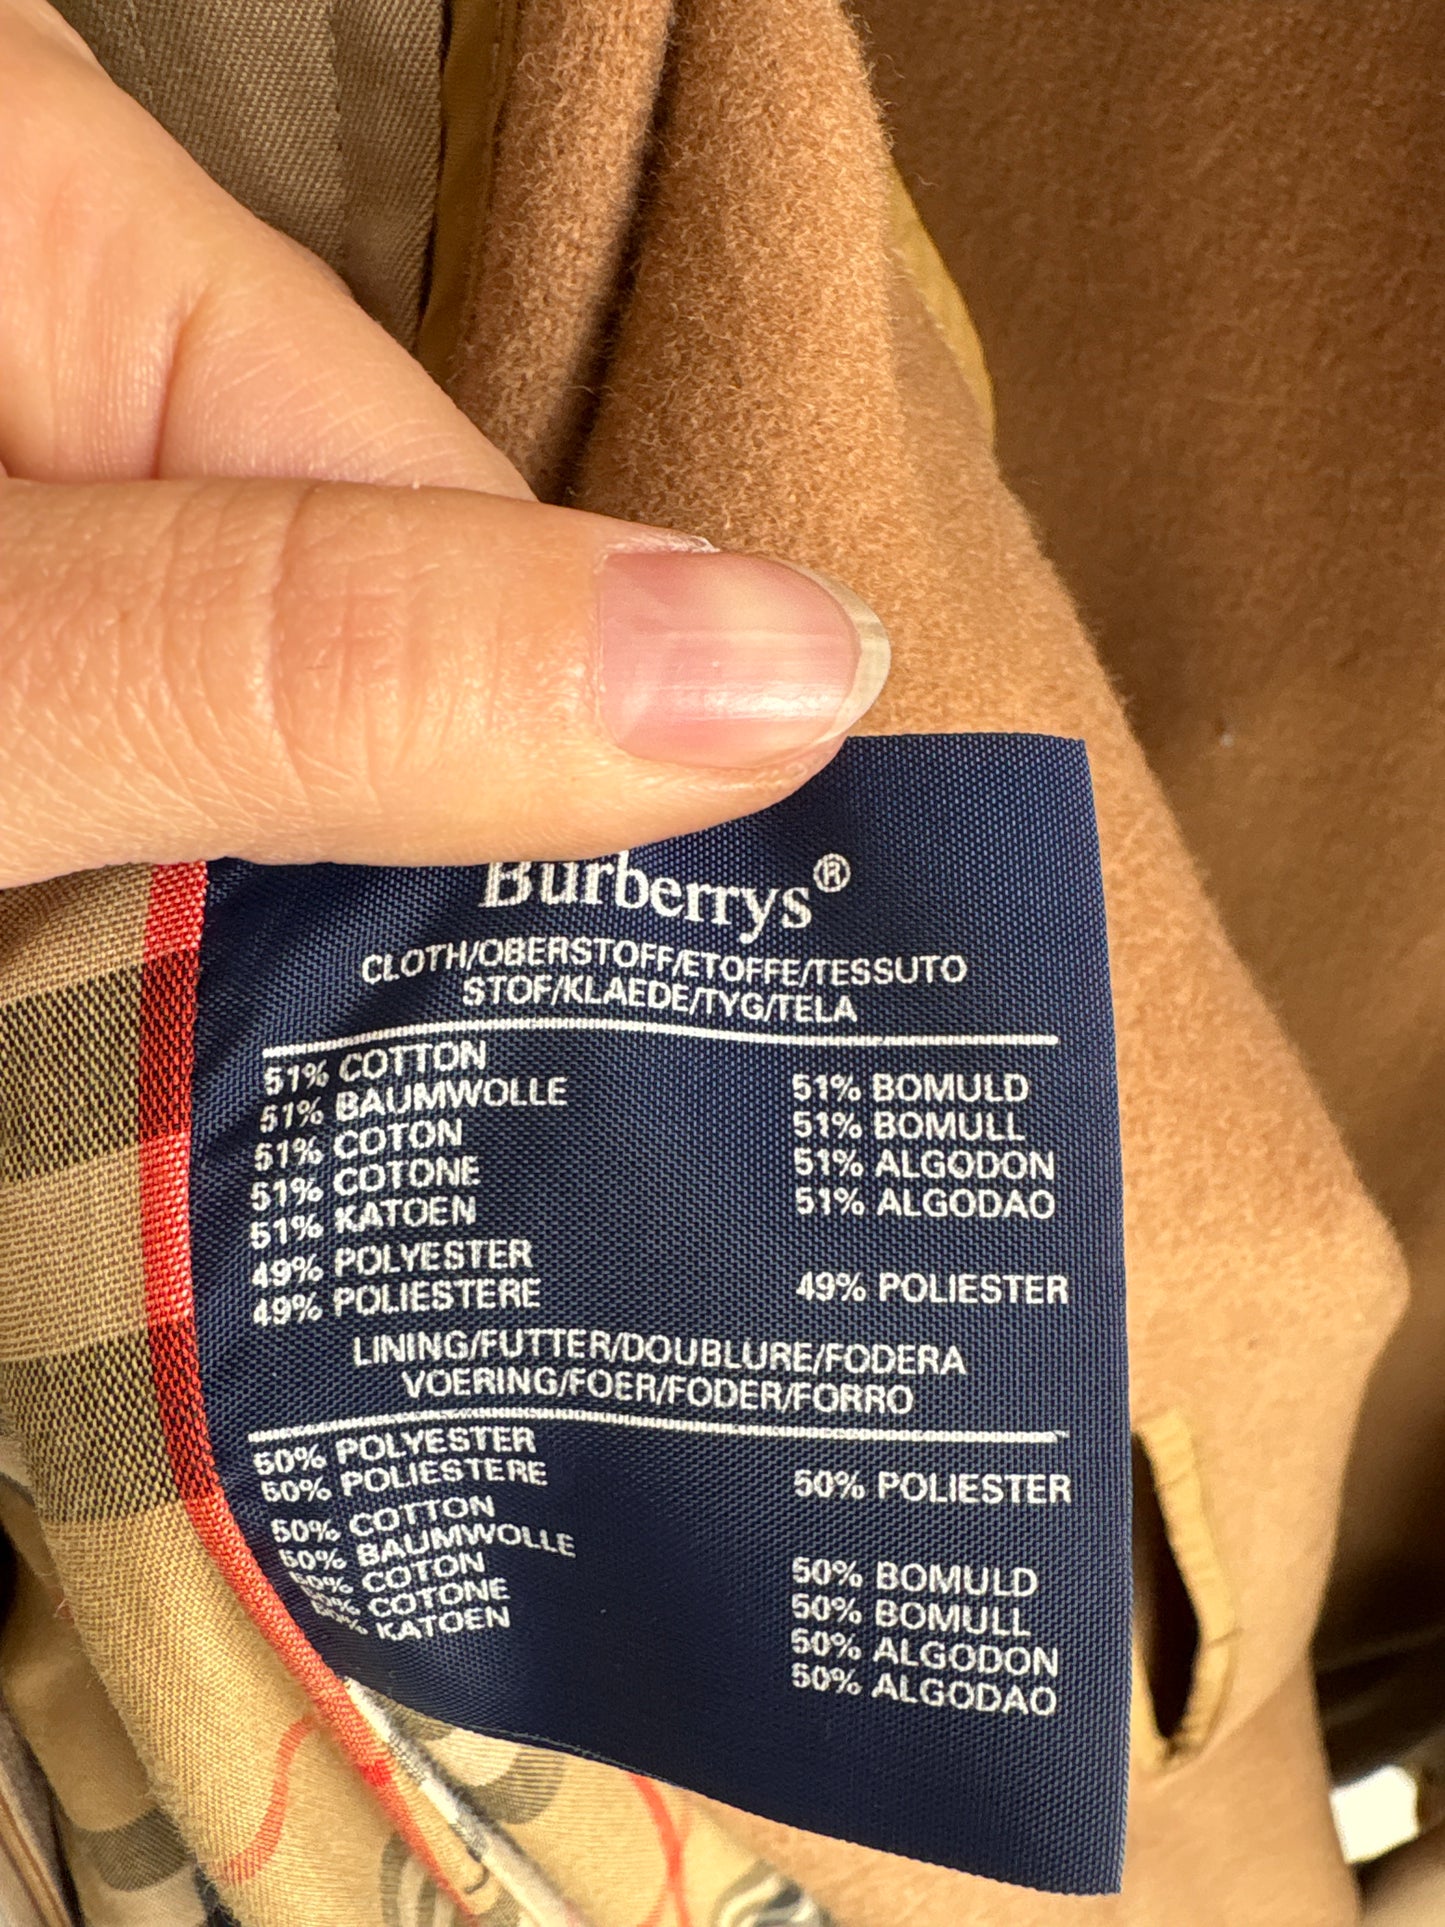 Burberrys®
CLOTH/OBERSTOFF/ETOFFE/TESSUTO
STOF/KLAEDE/TYG/TELA
51% COTTON
51% BAUMWOLLE
51% COTON
51% COTONE
51% KATOEN
49% POLYESTER
49% POLIESTERE
51% BOMULD
51% BOMULL
51% ALGODON
51% ALGODAO
49% POLIESTER
LINING/FUTTER/DOUBLURE/FODERA
VOERING/FOER/FODER/FORRO
50% POLYESTER
50% POLIESTERE
50% COTTON
50% BAUMWOLLE
50% COTON
50% COTONE
50% KATOEN
50% POLIESTER
50% BOMULD
50% BOMULL
50% ALGODON
50% ALGODAO